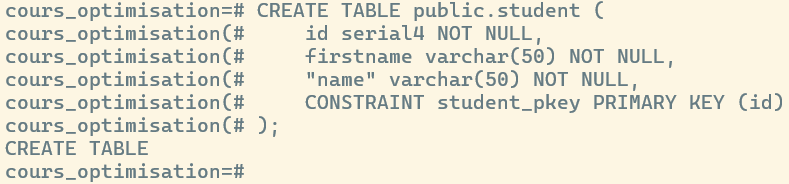 cours_optimisation=# CREATE TABLE public.student (
cours_optimisation(#     id serial4 NOT NULL,
cours_optimisation(#     firstname varchar(50) NOT NULL,
cours_optimisation(#     "name" varchar(50) NOT NULL,
cours_optimisation(#     CONSTRAINT student_pkey PRIMARY KEY (id)
cours_optimisation(# );
CREATE TABLE
cours_optimisation=#